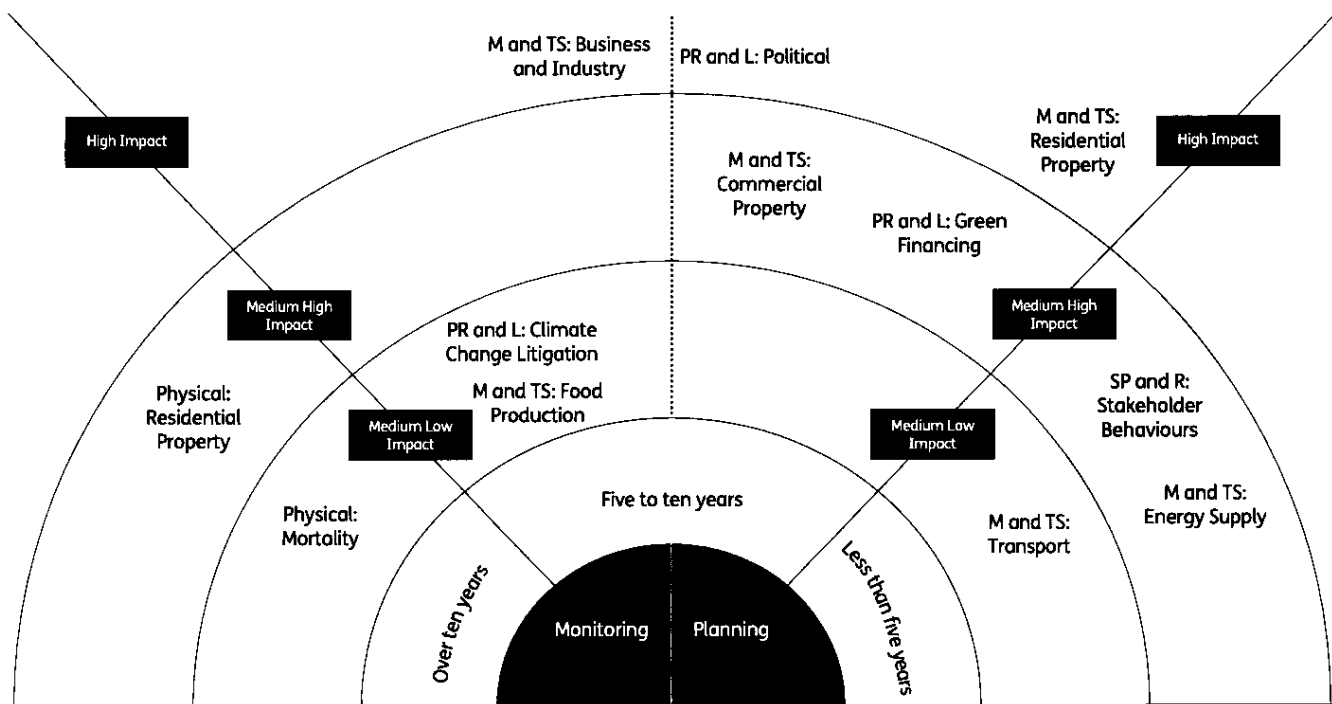 M and TS: Business
and Industry
PR and L: Political
High Impact
M and TS:
Residential
Property
High Impact
M and TS:
Commercial
Property
PR and L: Green
Financing
Medium High
Impact
Medium High
Impact
PR and L: Climate
Change Litigation
Physical:
Residential
Property
M and TS: Food
Production
SP and R:
Stakeholder
Behaviours
Medium Low
Impact
Medium Low
Impact
Physical:
Mortality
Five to ten years
M and TS:
Transport
M and TS:
Energy Supply
Over ten years
Less than five years
Monitoring
Planning